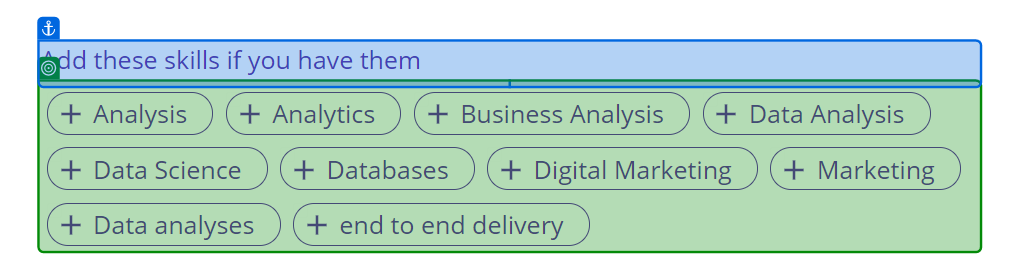 Add these skills if you have them
+ Analysis + Analytics + Business Analysis + Data Analysis
+ Data Science + Databases + Digital Marketing + Marketing
+ Data analyses + end to end delivery